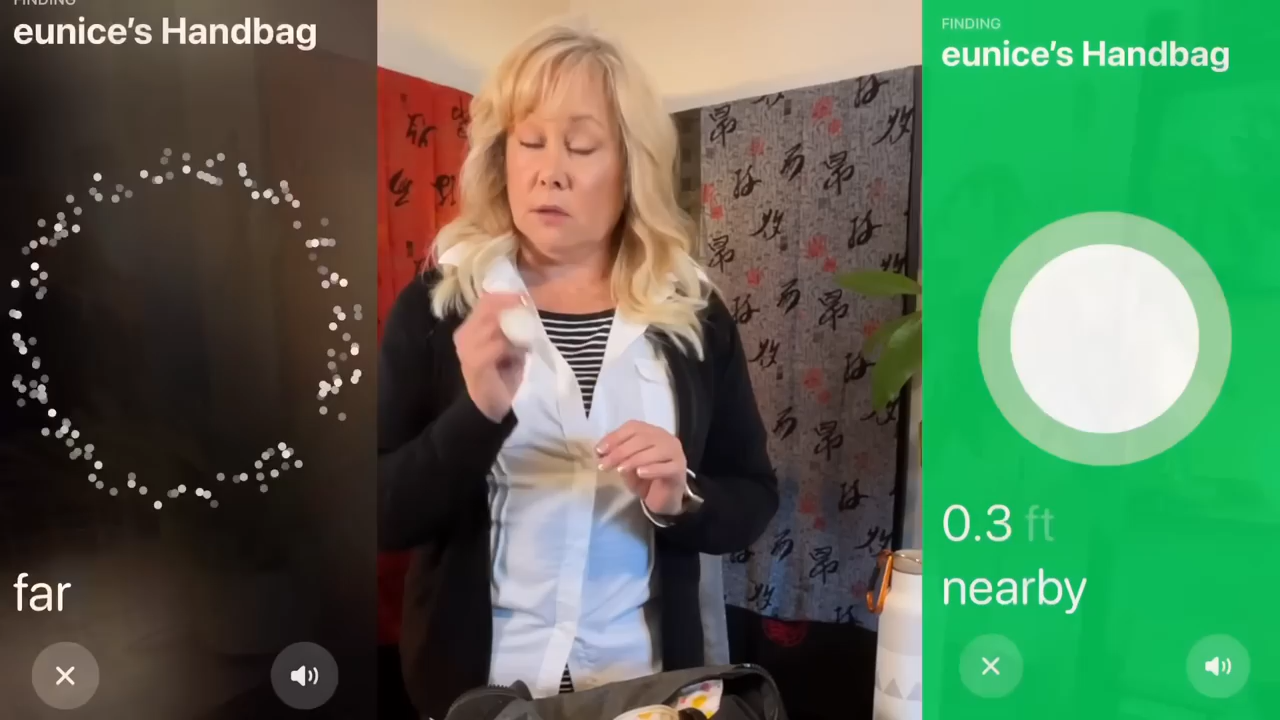 FINDING
eunice’s Handbag
far
FINDING
eunice’s Handbag
0.3 ft
nearby